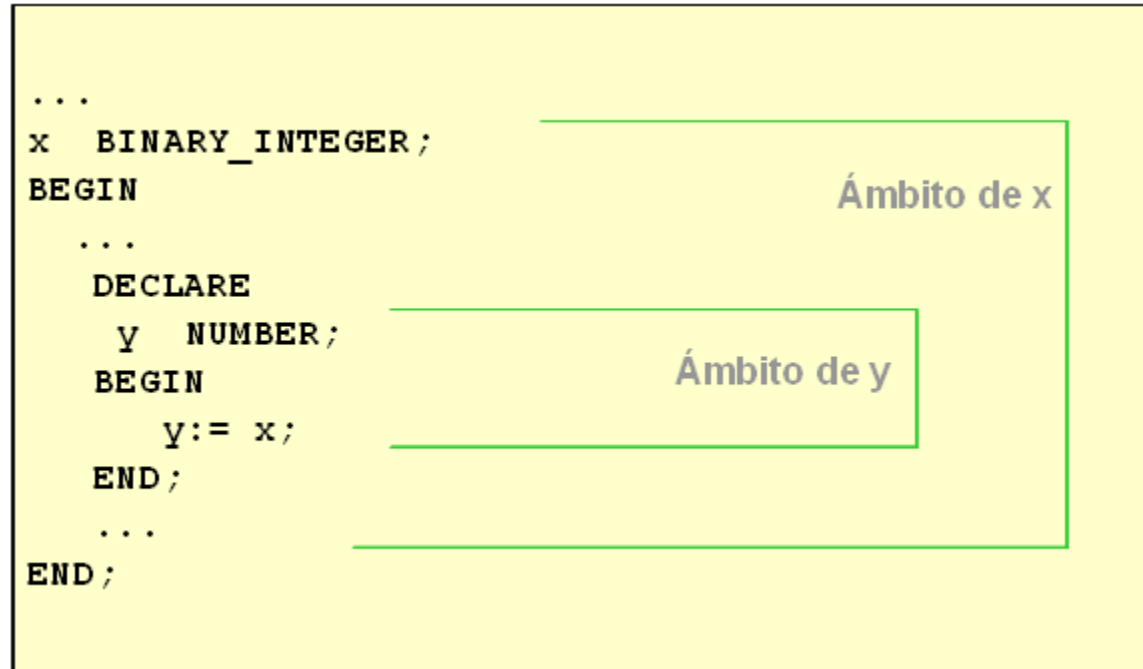 ...
x BINARY_INTEGER;
BEGIN
Ámbito de x
...
DECLARE
y NUMBER;
BEGIN
Ámbito de y
y:= x;
END;
...
END;